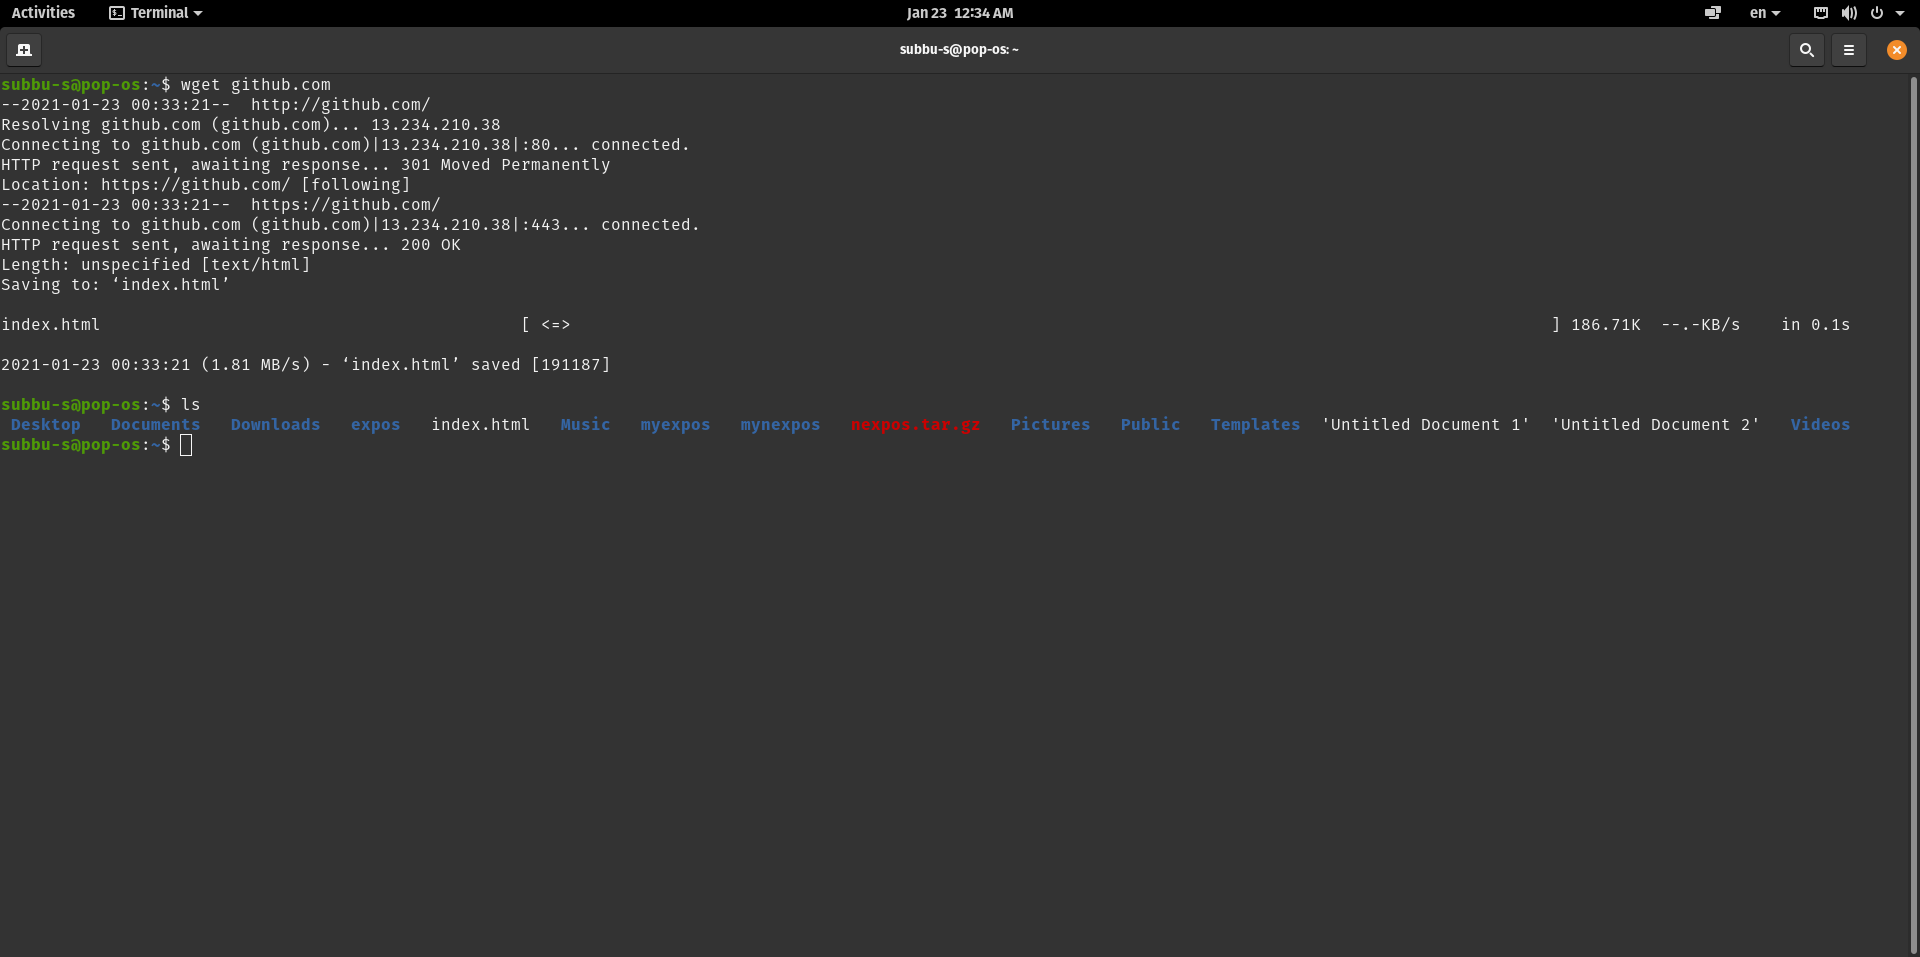 Activities Terminal Jan 23 12:34 AM en
subbu-s@pop-os: ~
subbu-s@pop-os:~$ wget github.com
--2021-01-23 00:33:21--  http://github.com/
Resolving github.com (github.com)... 13.234.210.38
Connecting to github.com (github.com)|13.234.210.38|:80... connected.
HTTP request sent, awaiting response... 301 Moved Permanently
Location: https://github.com/ [following]
--2021-01-23 00:33:21--  https://github.com/
Connecting to github.com (github.com)|13.234.210.38|:443... connected.
HTTP request sent, awaiting response... 200 OK
Length: unspecified [text/html]
Saving to: ‘index.html’
index.html [ <=> ] 186.71K --.-KB/s in 0.1s
2021-01-23 00:33:21 (1.81 MB/s) - ‘index.html’ saved [191187]
subbu-s@pop-os:~$ ls
Desktop Documents Downloads expos index.html Music myexpos mynexpos nexpos.tar.gz Pictures Public Templates 'Untitled Document 1' 'Untitled Document 2' Videos
subbu-s@pop-os:~$